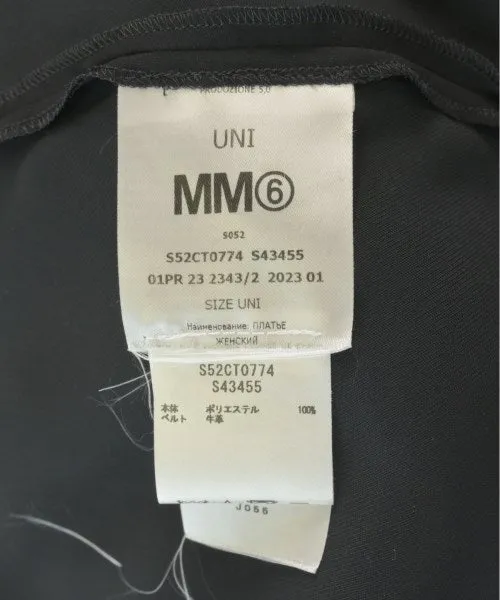 PRODUZIONE 5.0
UNI
MM⑥
S052
S52CT0774 S43455
01PR 23 2343/2 2023 01
SIZE UNI
Наименование: ПЛАТЬЕ
ЖЕНСКИЙ
S52CT0774
S43455
本体 ポリエステル 100%
ベルト 牛革
J055